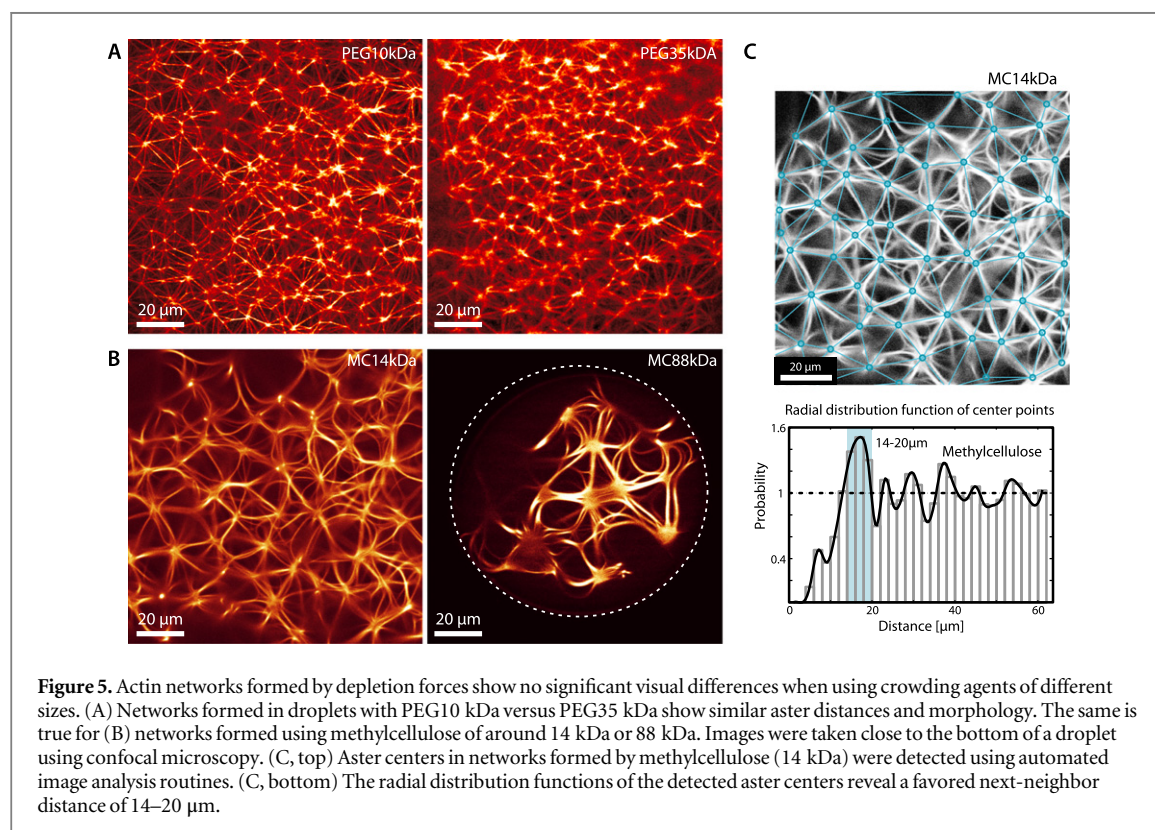 A
PEG10kDa
PEG35kDA
20 µm
20 µm
B
MC14kDa
MC88kDa
20 µm
20 µm
C
MC14kDa
20 µm
Radial distribution function of center points
1.6
14-20µm
Methylcellulose
Probability
1
0.4
0
20
40
60
Distance [µm]
Figure 5. Actin networks formed by depletion forces show no significant visual differences when using crowding agents of different
sizes. (A) Networks formed in droplets with PEG10 kDa versus PEG35 kDa show similar aster distances and morphology. The same is
true for (B) networks formed using methylcellulose of around 14 kDa or 88 kDa. Images were taken close to the bottom of a droplet
using confocal microscopy. (C, top) Aster centers in networks formed by methylcellulose (14 kDa) were detected using automated
image analysis routines. (C, bottom) The radial distribution functions of the detected aster centers reveal a favored next-neighbor
distance of 14–20 µm.